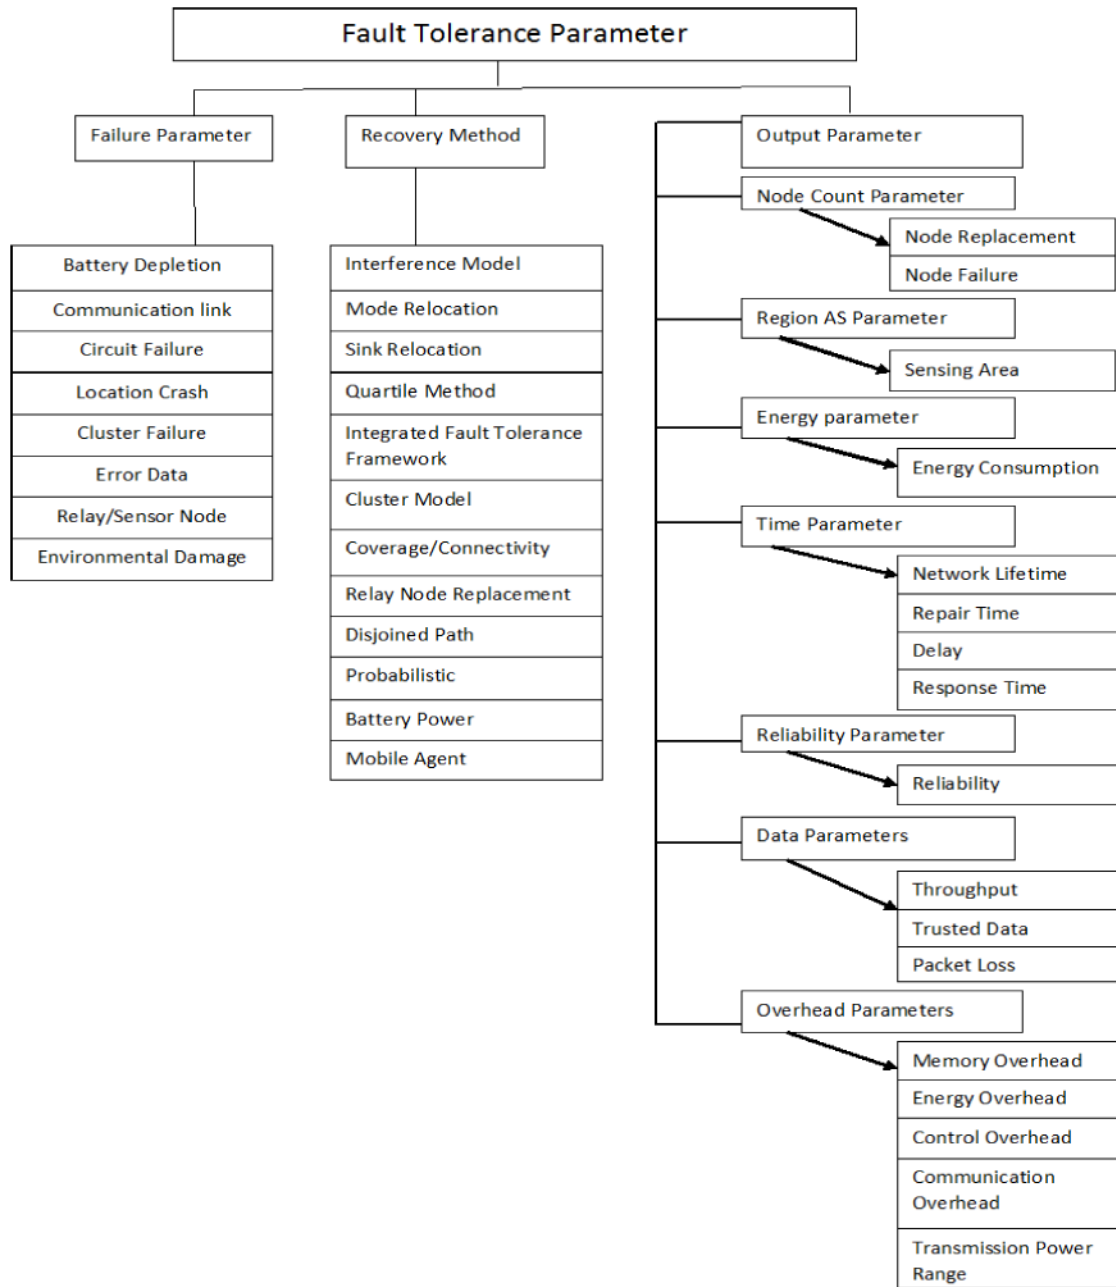 Fault Tolerance Parameter
Failure Parameter
Recovery Method
Output Parameter
Battery Depletion
Communication link
Circuit Failure
Location Crash
Cluster Failure
Error Data
Relay/Sensor Node
Environmental Damage
Interference Model
Mode Relocation
Sink Relocation
Quartile Method
Integrated Fault Tolerance
Framework
Cluster Model
Coverage/Connectivity
Relay Node Replacement
Disjoined Path
Probabilistic
Battery Power
Mobile Agent
Node Count Parameter
Node Replacement
Node Failure
Region AS Parameter
Sensing Area
Energy parameter
Energy Consumption
Time Parameter
Network Lifetime
Repair Time
Delay
Response Time
Reliability Parameter
Reliability
Data Parameters
Throughput
Trusted Data
Packet Loss
Overhead Parameters
Memory Overhead
Energy Overhead
Control Overhead
Communication
Overhead
Transmission Power
Range